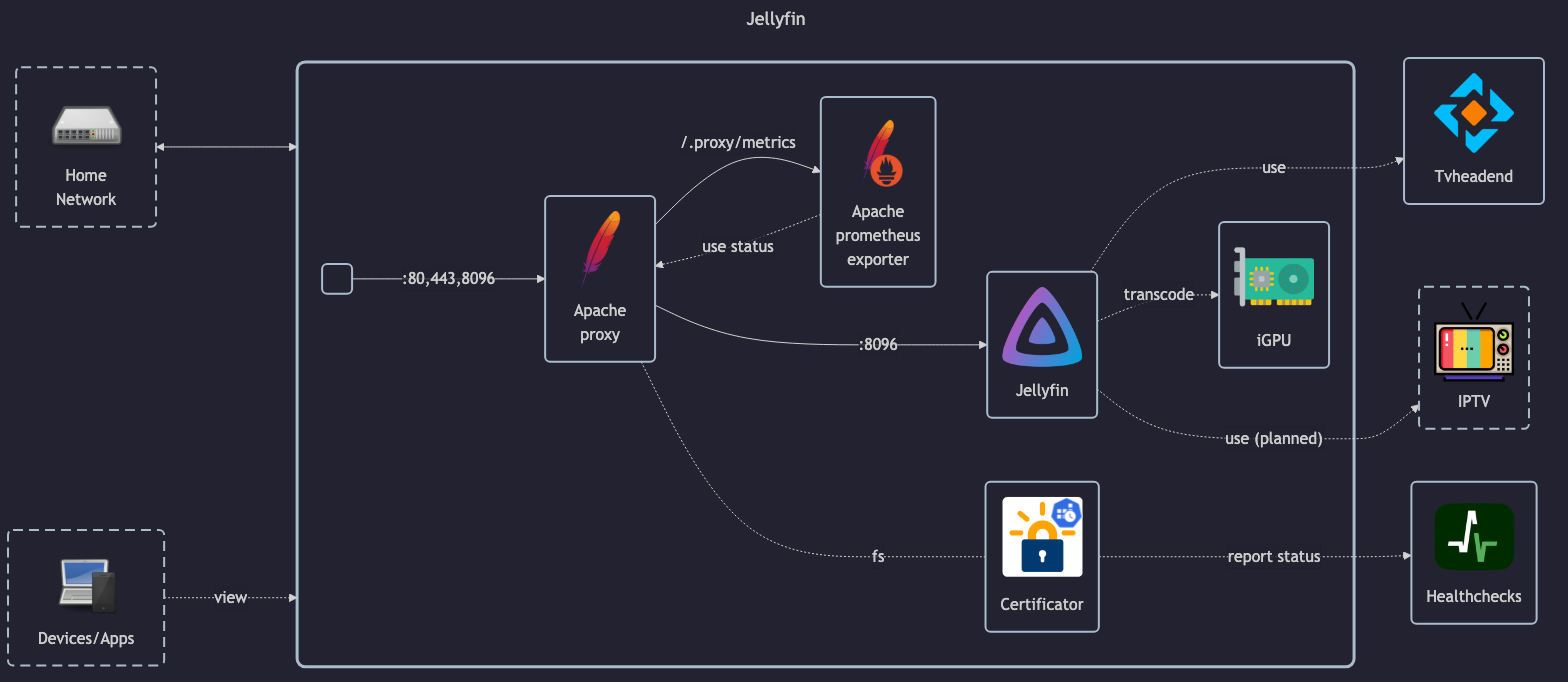 Jellyfin
Home
Network
/.proxy/metrics
Apache
prometheus
exporter
use status
:80,443,8096
Apache
proxy
:8096
Jellyfin
use
Tvheadend
transcode
iGPU
use (planned)
IPTV
fs
Certificator
report status
Healthchecks
view
Devices/Apps